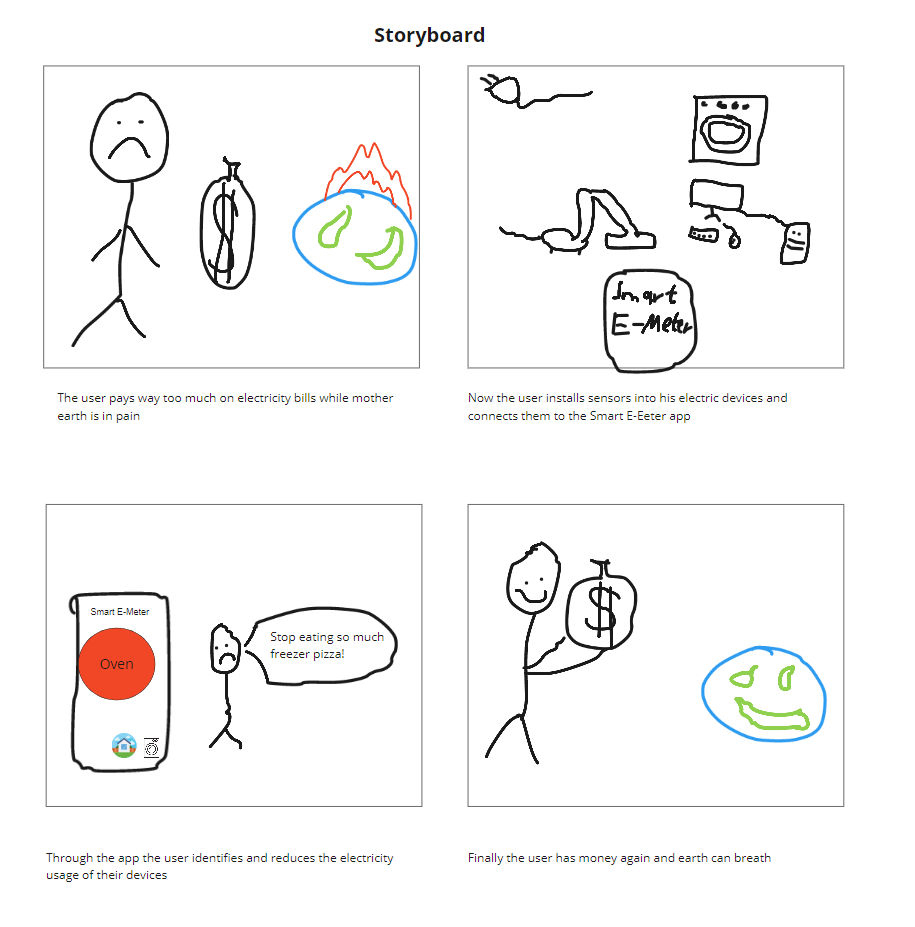 Storyboard
$
Smart
E-Meter
The user pays way too much on electricity bills while mother
earth is in pain
Now the user installs sensors into his electric devices and
connects them to the Smart E-Eeter app
Smart E-Meter
Oven
Stop eating so much
freezer pizza!
$
Through the app the user identifies and reduces the electricity
usage of their devices
Finally the user has money again and earth can breath